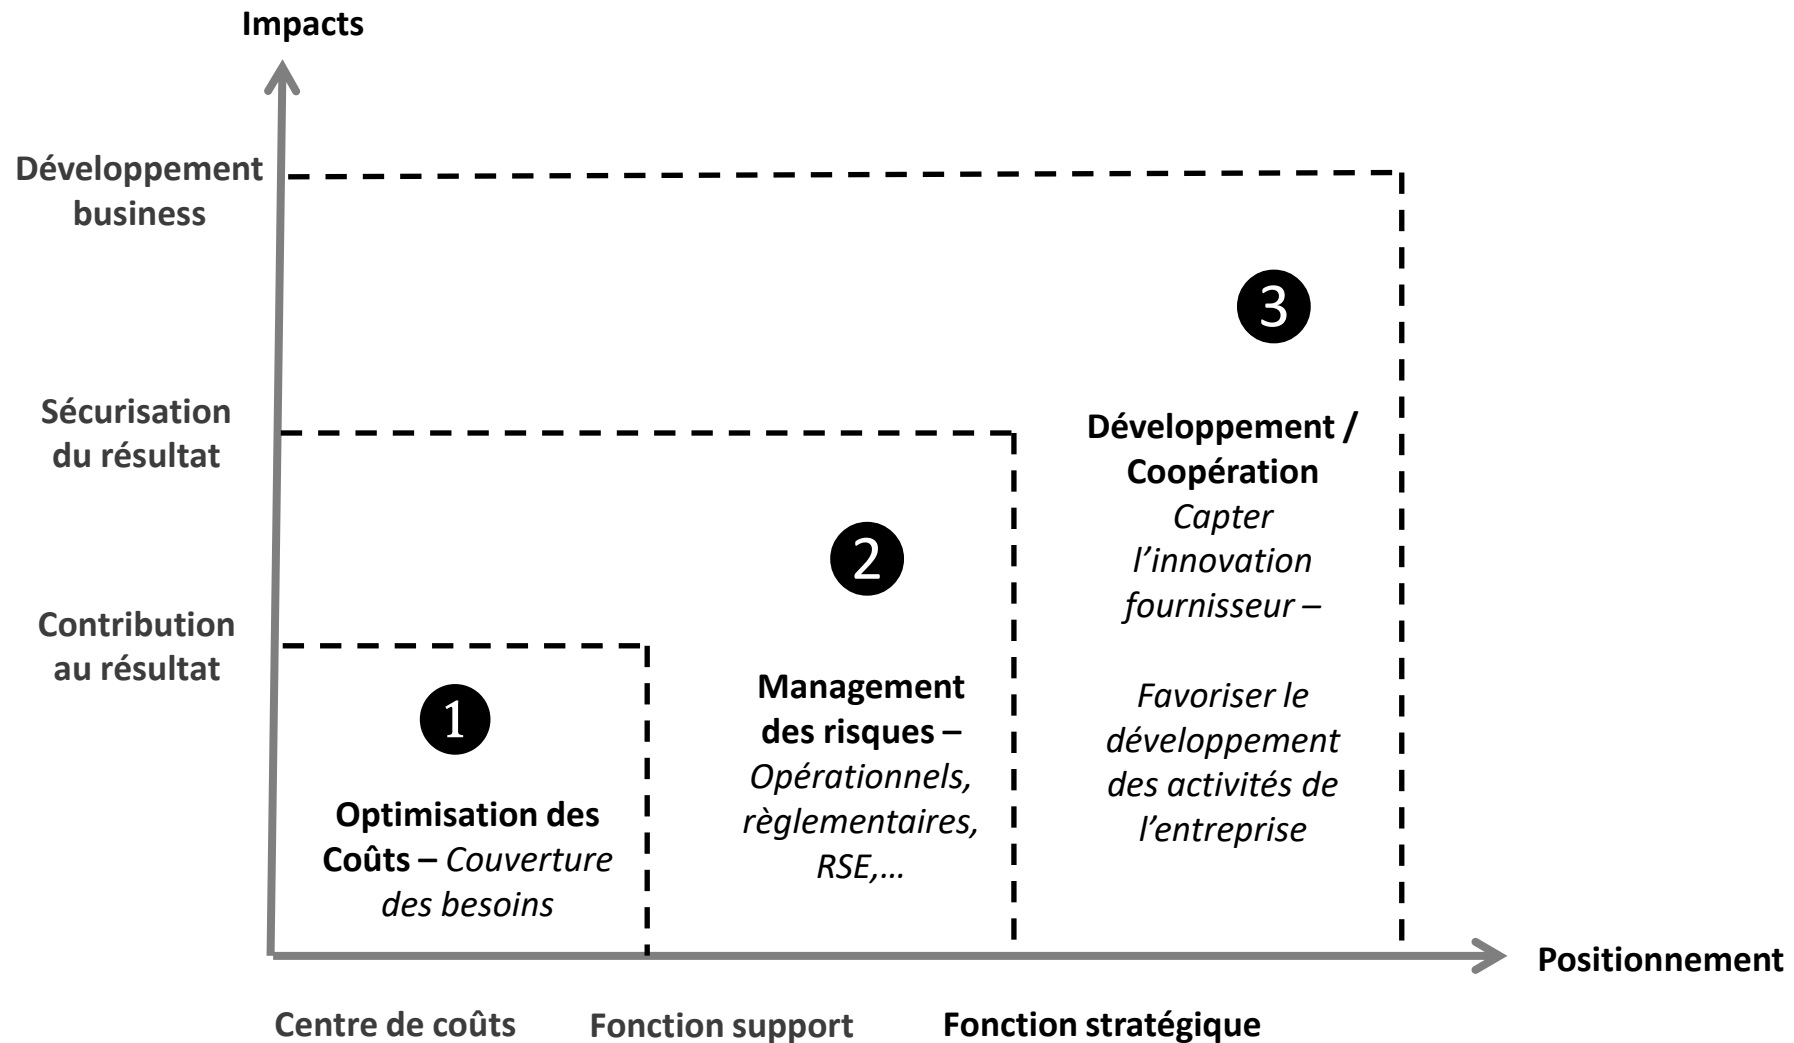 Impacts
Développement
business
3
Sécurisation
du résultat
Développement /
Coopération
Capter
l’innovation
fournisseur –
Favoriser le
développement
des activités de
l’entreprise
2
Management
des risques –
Opérationnels,
règlementaires,
RSE,...
Contribution
au résultat
1
Optimisation des
Coûts – Couverture
des besoins
Positionnement
Centre de coûts
Fonction support
Fonction stratégique